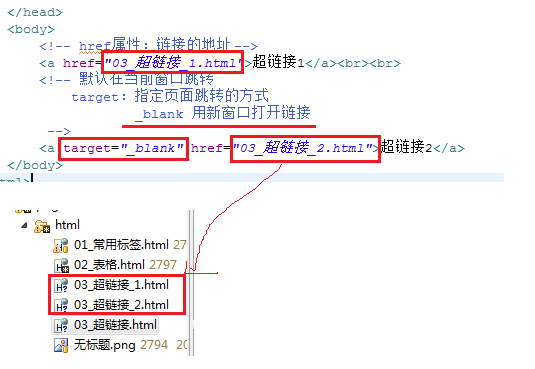 </head>
<body>
<!-- href属性：链接的地址 -->
<a href="03_超链接_1.html">超链接1</a><br><br>
<!-- 默认在当前窗口跳转
target：指定页面跳转的方式
_blank 用新窗口打开链接
-->
<a target="_blank" href="03_超链接_2.html">超链接2</a>
</body>
tml>
html
01_常用标签.html 27
02_表格.html 2797
03_超链接_1.html
03_超链接_2.html
03_超链接.html
无标题.png 2794 20